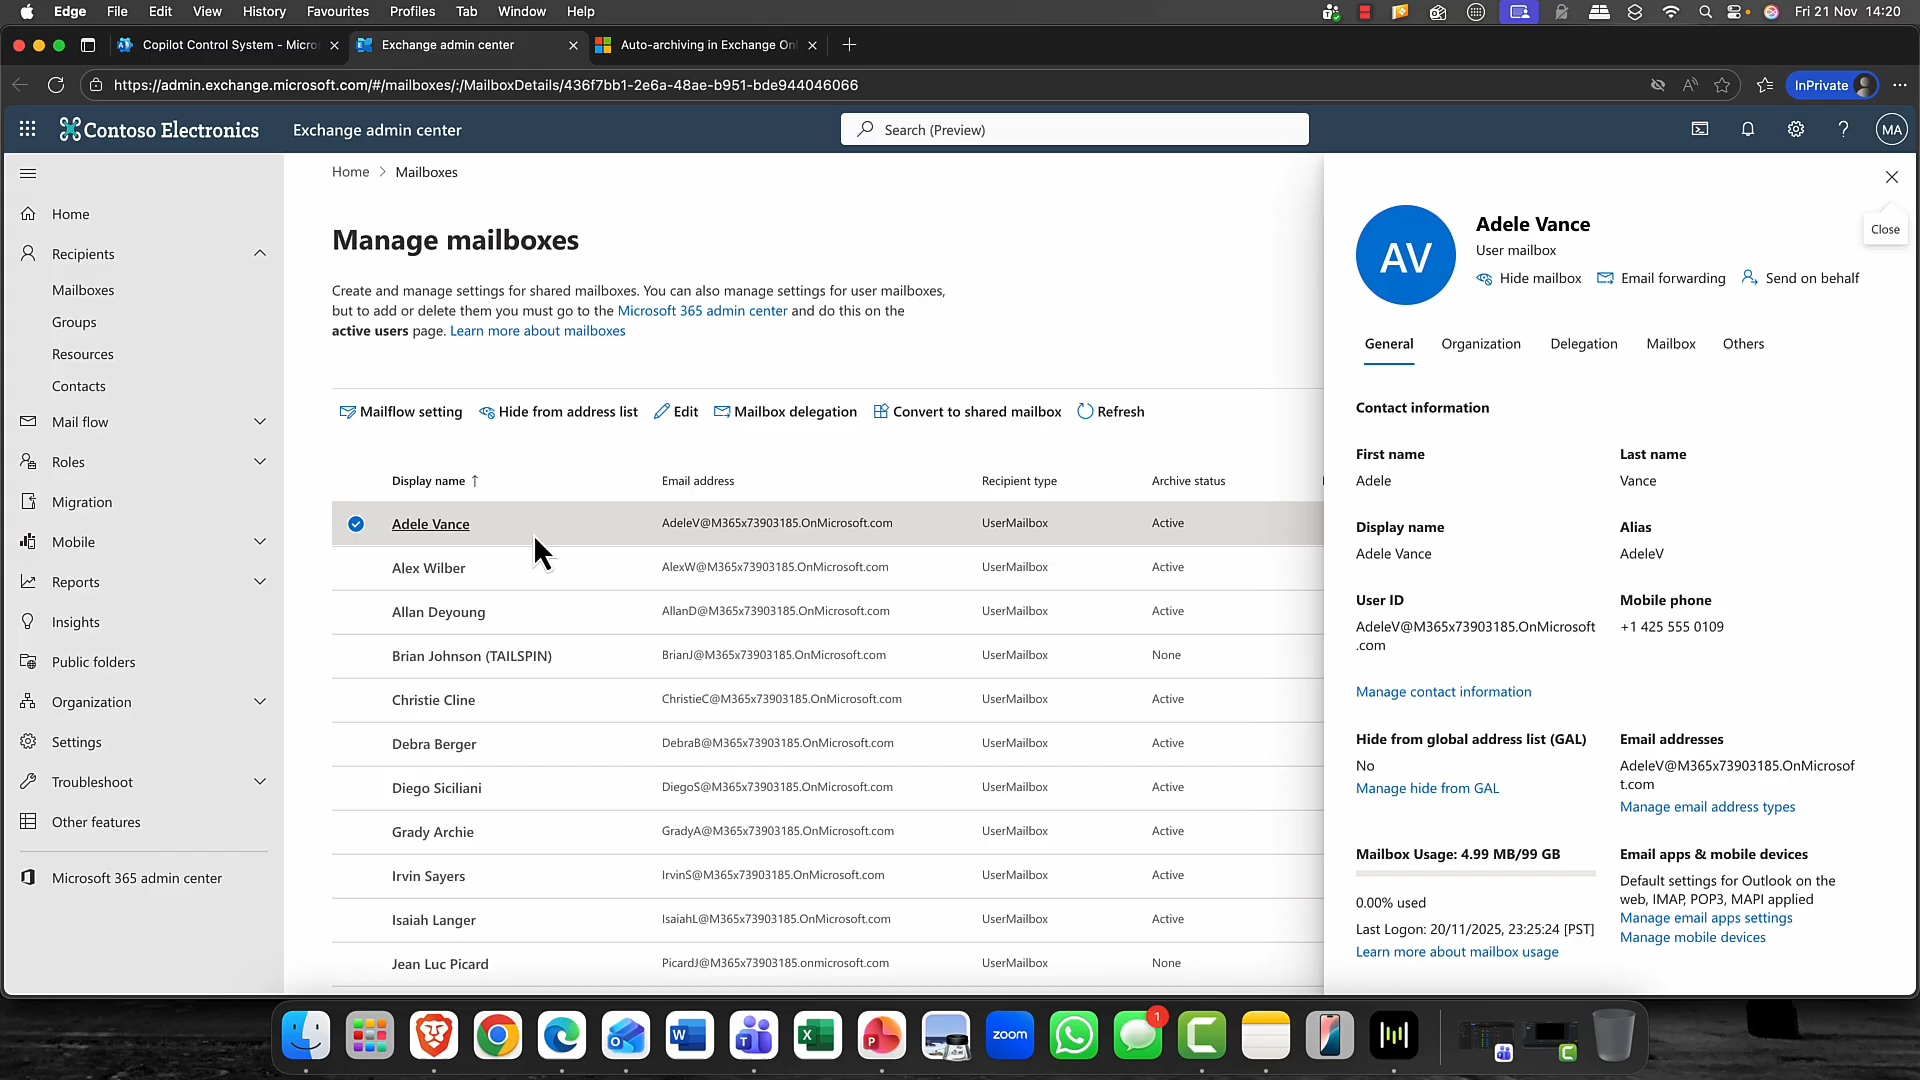 Edge File Edit View History Favourites Profiles Tab Window Help Fri 21 Nov 14:20
Copilot Control System - Micro
Exchange admin center
Auto-archiving in Exchange On
https://admin.exchange.microsoft.com/#/mailboxes/:/MailboxDetails/436f7bb1-2e6a-48ae-b951-bde944046066
InPrivate
Contoso Electronics
Exchange admin center
Search (Preview)
MA
Home
Recipients
Mailboxes
Groups
Resources
Contacts
Mail flow
Roles
Migration
Mobile
Reports
Insights
Public folders
Organization
Settings
Troubleshoot
Other features
Microsoft 365 admin center
Home > Mailboxes
Manage mailboxes
Create and manage settings for shared mailboxes. You can also manage settings for user mailboxes,
but to add or delete them you must go to the Microsoft 365 admin center and do this on the
active users page. Learn more about mailboxes
Mailflow setting Hide from address list Edit Mailbox delegation Convert to shared mailbox Refresh
Display name ↑ Email address Recipient type Archive status
Adele Vance AdeleV@M365x73903185.OnMicrosoft.com UserMailbox Active
Alex Wilber AlexW@M365x73903185.OnMicrosoft.com UserMailbox Active
Allan Deyoung AllanD@M365x73903185.OnMicrosoft.com UserMailbox Active
Brian Johnson (TAILSPIN) BrianJ@M365x73903185.OnMicrosoft.com UserMailbox None
Christie Cline ChristieC@M365x73903185.OnMicrosoft.com UserMailbox Active
Debra Berger DebraB@M365x73903185.OnMicrosoft.com UserMailbox Active
Diego Siciliani DiegoS@M365x73903185.OnMicrosoft.com UserMailbox Active
Grady Archie GradyA@M365x73903185.OnMicrosoft.com UserMailbox Active
Irvin Sayers IrvinS@M365x73903185.OnMicrosoft.com UserMailbox Active
Isaiah Langer IsaiahL@M365x73903185.OnMicrosoft.com UserMailbox Active
Jean Luc Picard PicardJ@M365x73903185.onmicrosoft.com UserMailbox None
Close
AV
Adele Vance
User mailbox
Hide mailbox Email forwarding Send on behalf
General Organization Delegation Mailbox Others
Contact information
First name
Adele
Last name
Vance
Display name
Adele Vance
Alias
AdeleV
User ID
AdeleV@M365x73903185.OnMicrosoft
.com
Mobile phone
+1 425 555 0109
Manage contact information
Hide from global address list (GAL)
No
Manage hide from GAL
Email addresses
AdeleV@M365x73903185.OnMicrosof
t.com
Manage email address types
Mailbox Usage: 4.99 MB/99 GB
0.00% used
Last Logon: 20/11/2025, 23:25:24 [PST]
Learn more about mailbox usage
Email apps & mobile devices
Default settings for Outlook on the
web, IMAP, POP3, MAPI applied
Manage email apps settings
Manage mobile devices
zoom
1